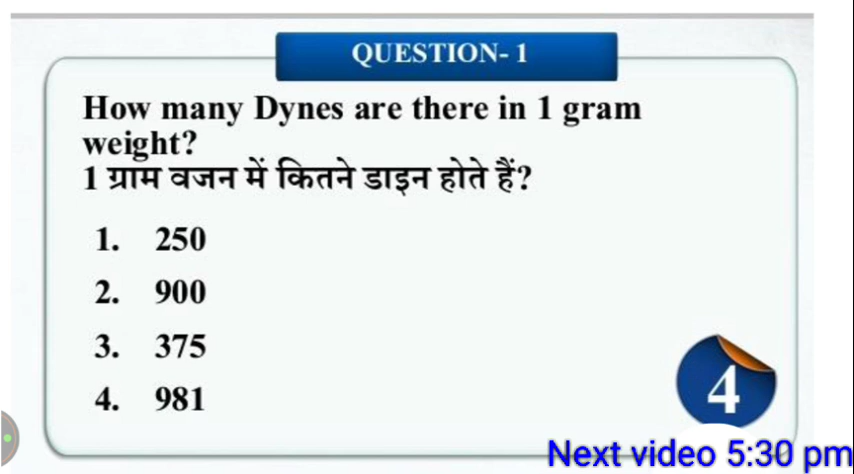 QUESTION- 1
How many Dynes are there in 1 gram
weight?
1 ग्राम वजन में कितने डाइन होते हैं?
1. 250
2. 900
3. 375
4. 981
4
Next video 5:30 pm